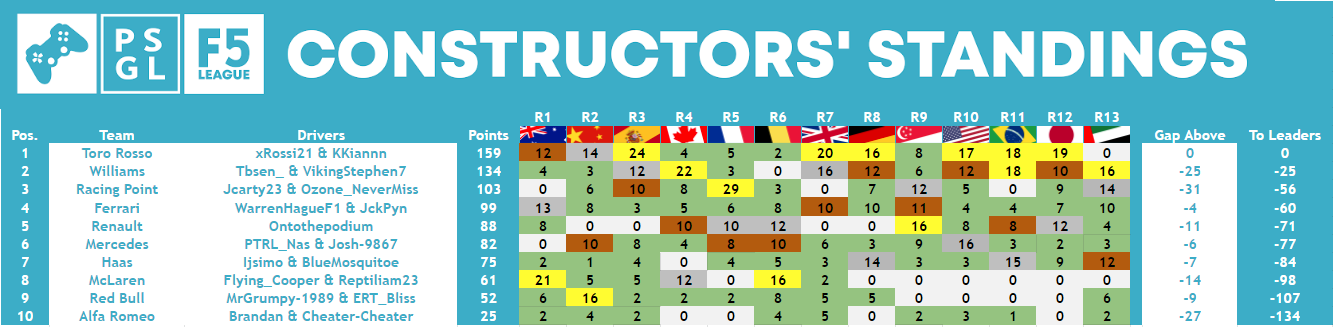 PS GL F5 LEAGUE CONSTRUCTORS' STANDINGS
R1 R2 R3 R4 R5 R6 R7 R8 R9 R10 R11 R12 R13
Pos. Team Drivers Points Gap Above To Leaders
1 Toro Rosso xRossi21 & KKiannn 159 12 14 24 4 5 2 20 16 8 17 18 19 0 0 0
2 Williams Tbsen_ & VikingStephen7 134 4 3 12 22 3 0 16 12 6 12 18 10 16 -25 -25
3 Racing Point Jcarty23 & Ozone_NeverMiss 103 0 6 10 8 29 3 0 7 12 5 0 9 14 -31 -56
4 Ferrari WarrenHagueF1 & JckPyn 99 13 8 3 5 6 8 10 10 11 4 4 7 10 -4 -60
5 Renault Ontothepodium 88 8 0 0 10 10 12 0 0 16 8 8 12 4 -11 -71
6 Mercedes PTRL_Nas & Josh-9867 82 0 10 8 4 8 10 6 3 9 16 3 2 3 -6 -77
7 Haas Ijsimo & BlueMosquitoe 75 2 1 4 0 4 5 3 14 3 3 15 9 12 -7 -84
8 McLaren Flying_Cooper & Reptiliam23 61 21 5 5 12 0 16 2 0 0 0 0 0 0 -14 -98
9 Red Bull MrGrumpy-1989 & ERT_Bliss 52 6 16 2 2 2 8 5 5 0 0 0 0 6 -9 -107
10 Alfa Romeo Brandan & Cheater-Cheater 25 2 4 2 0 0 4 5 0 2 3 1 0 2 -27 -134